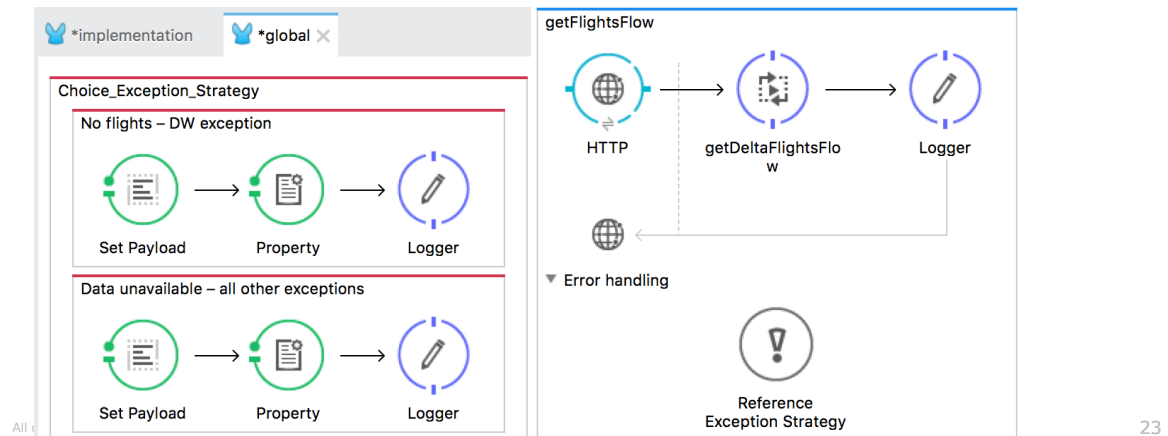 *implementation
*global
Choice_Exception_Strategy
No flights – DW exception
Set Payload
Property
Logger
Data unavailable – all other exceptions
Set Payload
Property
Logger
getFlightsFlow
HTTP
getDeltaFlightsFlo
w
Logger
Error handling
Reference
Exception Strategy
All
23